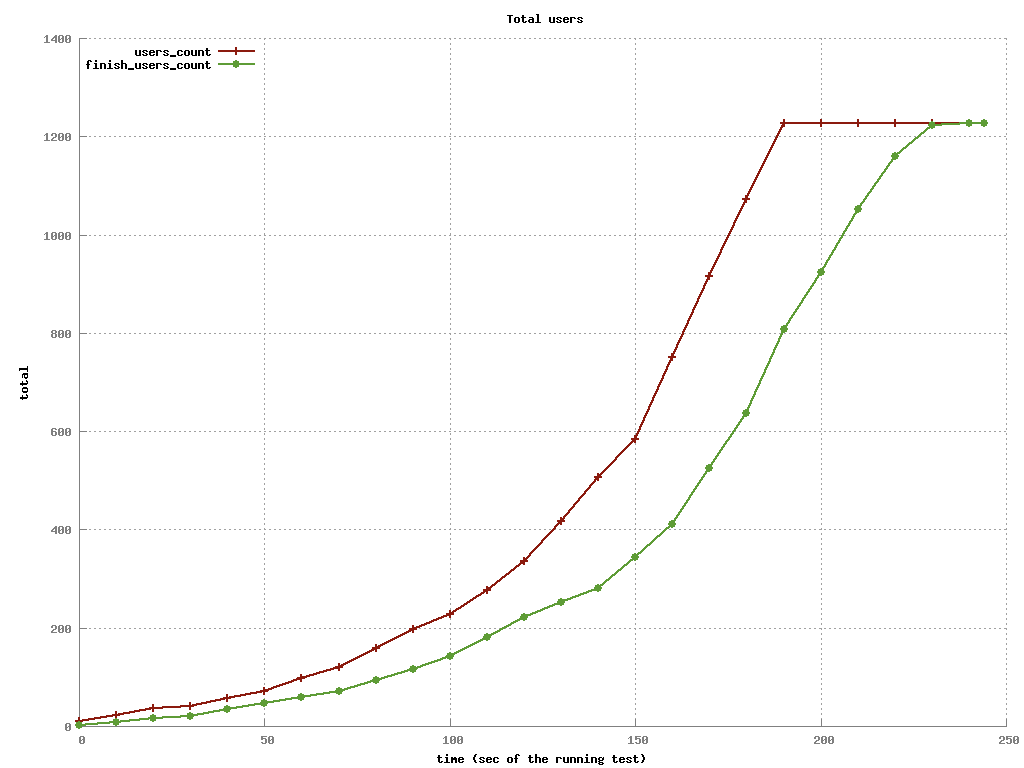 Total users
users_count
finish_users_count
1400
1200
1000
800
600
400
200
0
total
0 50 100 150 200 250
time (sec of the running test)